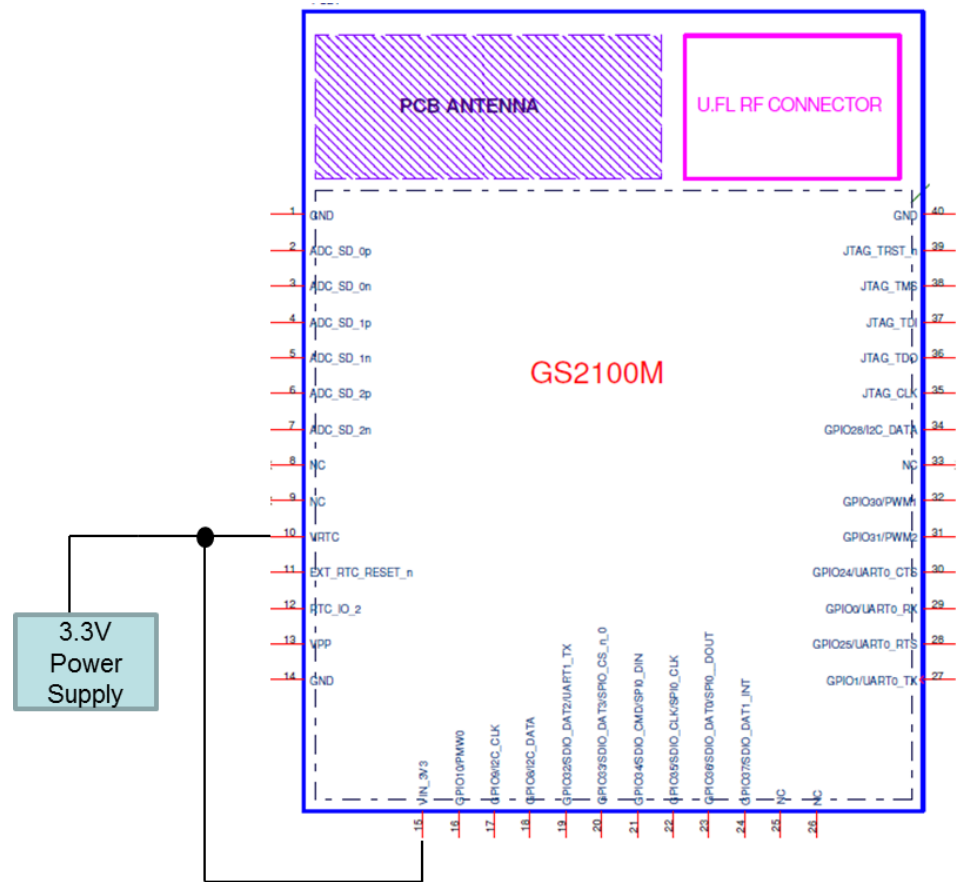 PCB ANTENNA
U.FL RF CONNECTOR
GS2100M
1 GND
2 ADC_SD_0p
3 ADC_SD_0n
4 ADC_SD_1p
5 ADC_SD_1n
6 ADC_SD_2p
7 ADC_SD_2n
8 NC
9 NC
10 VRTC
11 EXT_RTC_RESET_n
12 RTC_IO_2
13 VPP
14 GND
3.3V
Power
Supply
15 VIN_3V3
16 GPIO10/PMW0
17 GPIO9/I2C_CLK
18 GPIO8/I2C_DATA
19 GPIO32/SDIO_DAT2/UART1_TX
20 GPIO33/SDIO_DAT3/SPIO_CS_n_0
21 GPIO34/SDIO_CMD/SPI0_DIN
22 GPIO35/SDIO_CLK/SPI0_CLK
23 GPIO36/SDIO_DAT0/SPI0__DOUT
24 GPIO37/SDIO_DAT1_INT
25 NC
26 NC
GND 40
JTAG_TRST_n 39
JTAG_TMS 38
JTAG_TDI 37
JTAG_TDO 36
JTAG_CLK 35
GPIO28/I2C_DATA 34
NC 33
GPIO30/PWM1 32
GPIO31/PWM2 31
GPIO24/UART0_CTS 30
GPIO0/UART0_RX 29
GPIO25/UART0_RTS 28
GPIO1/UART0_TX 27